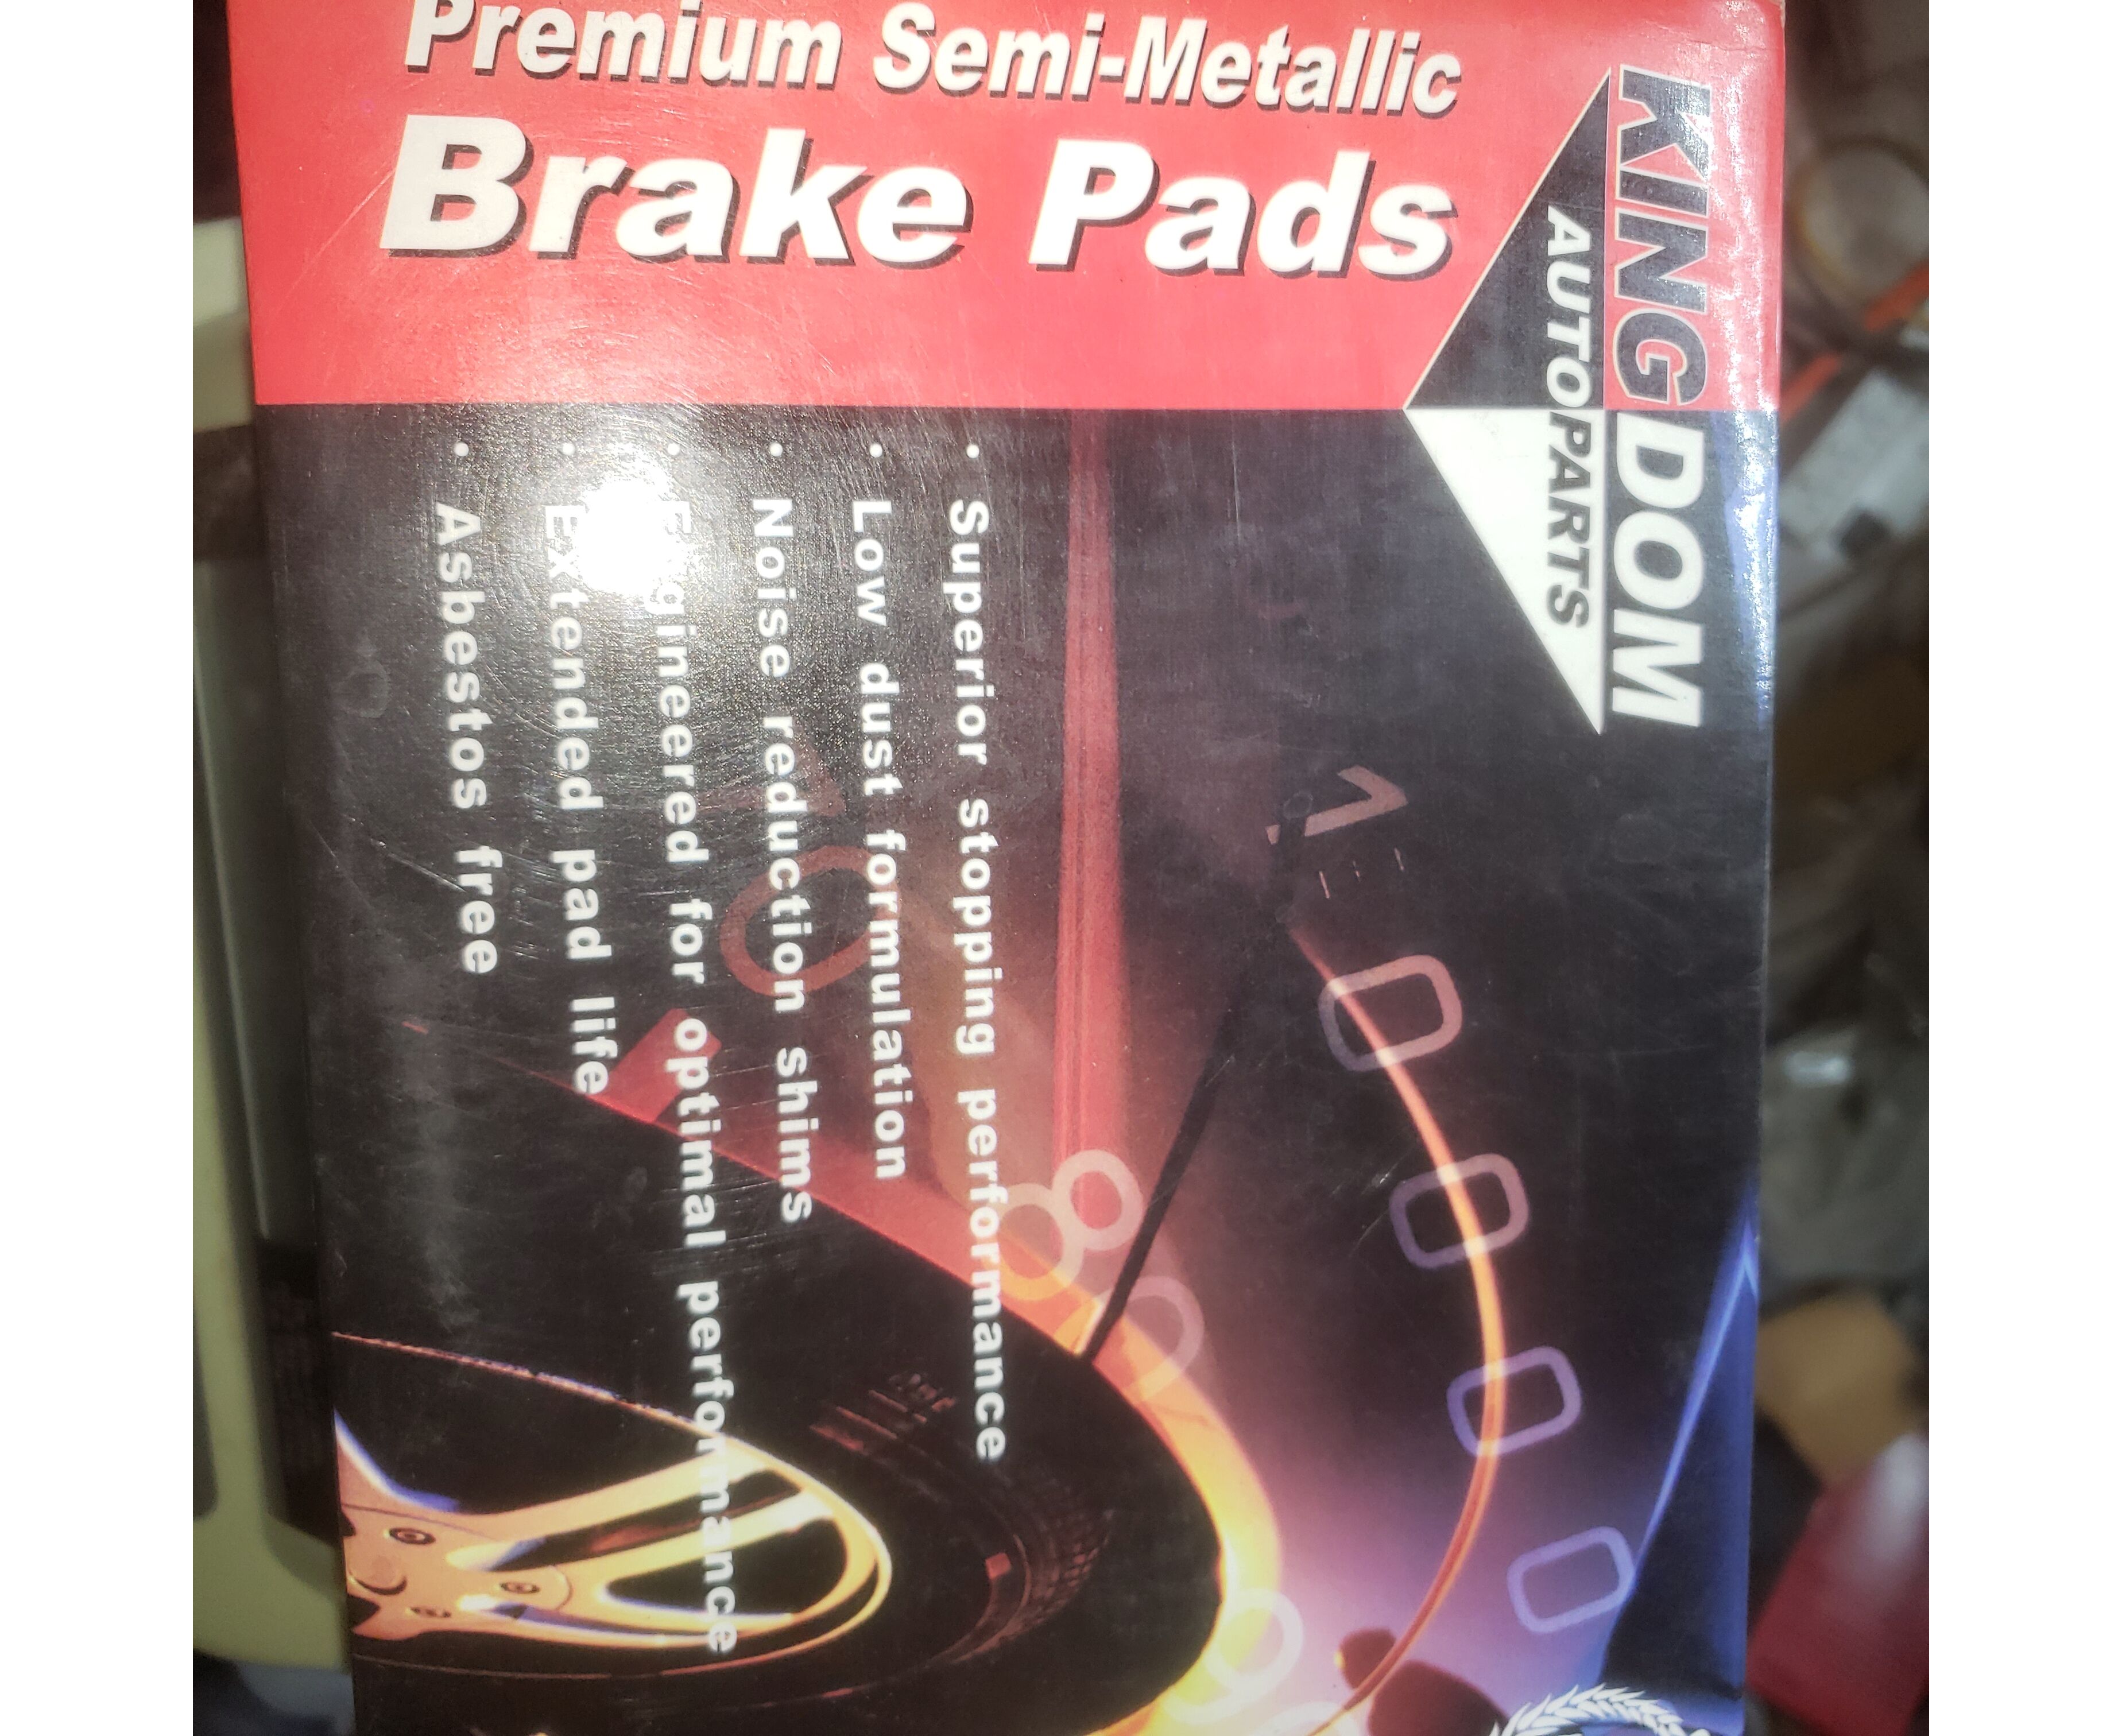 Premium Semi-Metallic
Brake Pads
KINGDOM
AUTOPARTS
• Superior stopping performance
• Low dust formulation
• Noise reduction shims
• Engineered for optimal performance
• Extended pad life
• Asbestos free